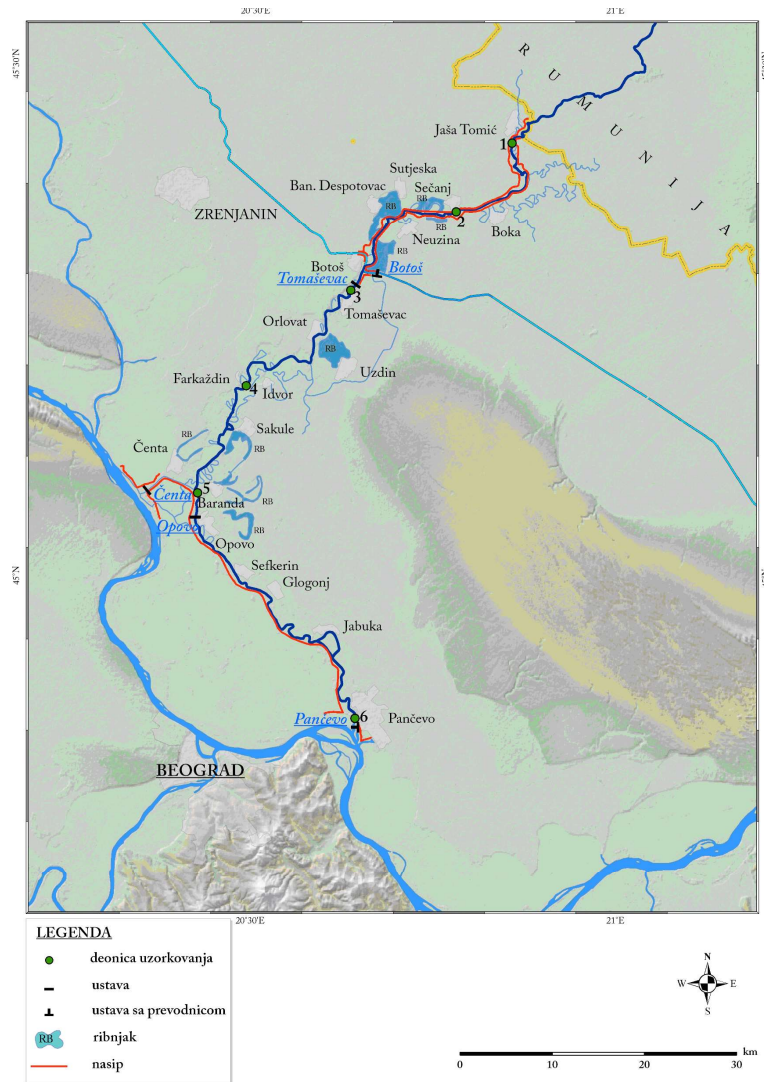 20°30'E
21°E
45°30'N
R U M U N I J A
Jaša Tomić
1
Sutjeska
Ban. Despotovac
Sečanj
RB
RB
2
ZRENJANIN
RB
Neuzina
Boka
RB
Botoš
Botoš
Tomaševac
3
Tomaševac
Orlovat
RB
Uzdin
Farkaždin
4
Idvor
Sakule
RB
Čenta
RB
5
Čenta
Baranda
RB
Opovo
RB
Opovo
Sefkerin
45°N
Glogonj
Jabuka
Pančevo
6
Pančevo
BEOGRAD
20°30'E
21°E
LEGENDA
deonica uzorkovanja
ustava
ustava sa prevodnicom
RB
ribnjak
nasip
N
W
E
S
km
0
10
20
30